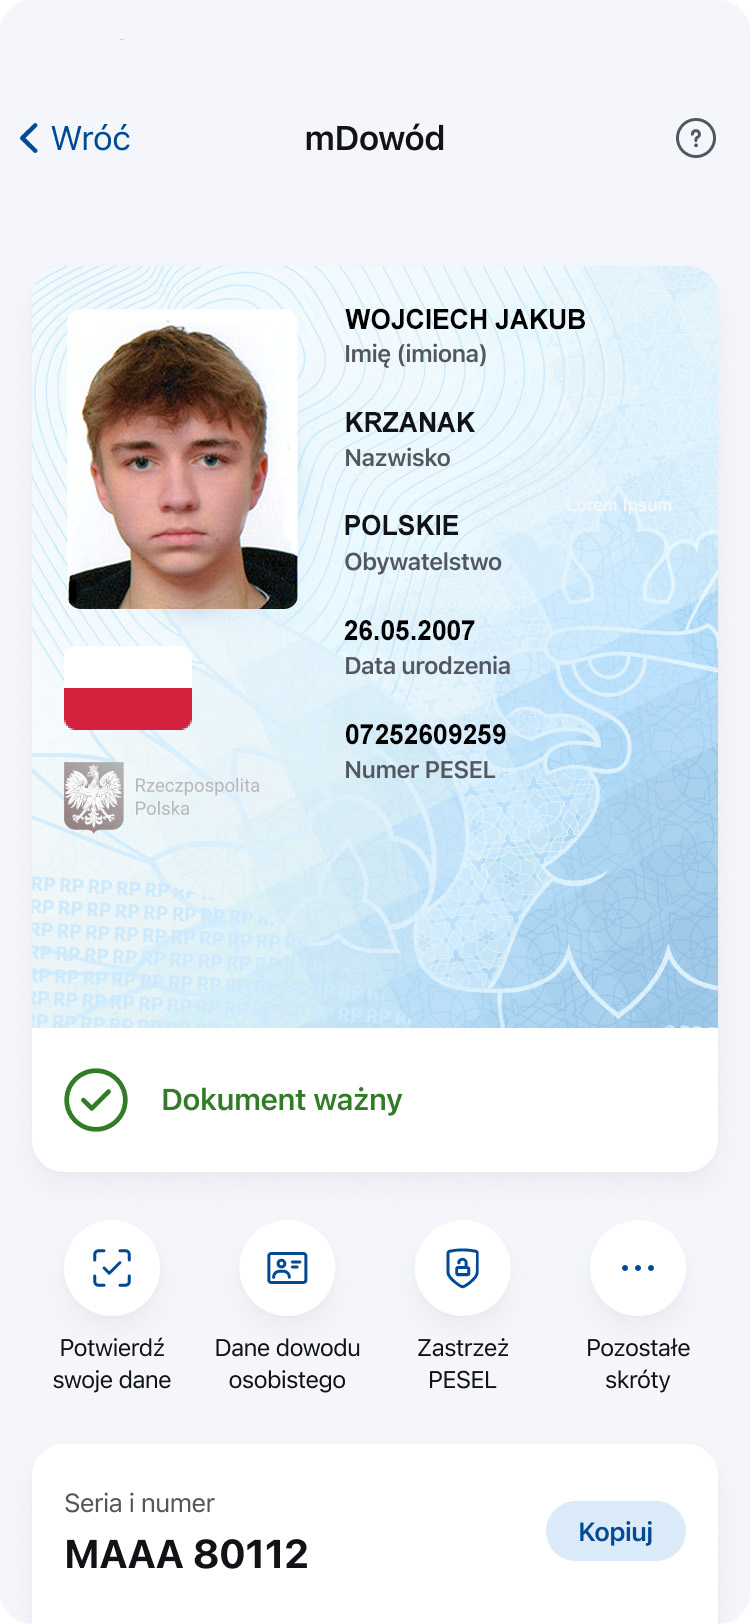 Wróć
mDowód
?
WOJCIECH JAKUB
Imię (imiona)
KRZANAK
Nazwisko
Lorem Ipsum
POLSKIE
Obywatelstwo
26.05.2007
Data urodzenia
07252609259
Numer PESEL
Rzeczpospolita
Polska
RP RP RP RP RP RP
RP RP RP RP RP RP RP RP RP
RP RP RP RP RP RP RP RP RP RP
RP RP RP RP RP RP RP RP RP RP
RP RP RP RP RP RP RP RP RP RP RP RP
RP RP RP RP RP RP RP RP RP RP RP RP RP
Dokument ważny
Potwierdź
swoje dane
Dane dowodu
osobistego
Zastrzeż
PESEL
Pozostałe
skróty
Seria i numer
MAAA 80112
Kopiuj